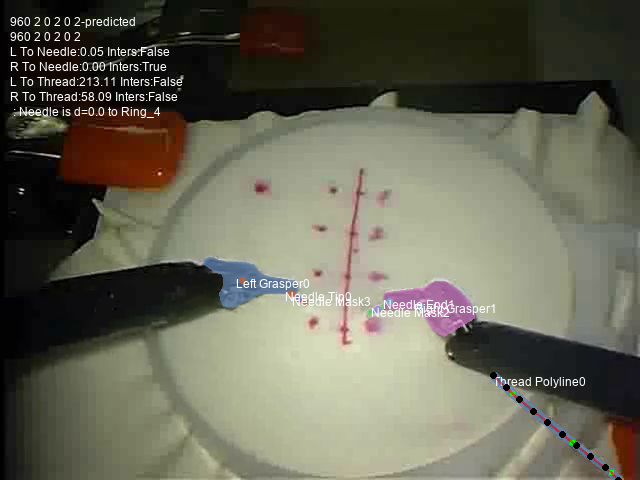 960 2 0 2 0 2-predicted
960 2 0 2 0 2
L To Needle:0.05 Inters:False
R To Needle:0.00 Inters:True
L To Thread:213.11 Inters:False
R To Thread:58.09 Inters:False
: Needle is d=0.0 to Ring_4
Left Grasper0
Needle Tip0
Needle Mask3
Needle End1
Right Grasper1
Needle Mask2
Thread Polyline0